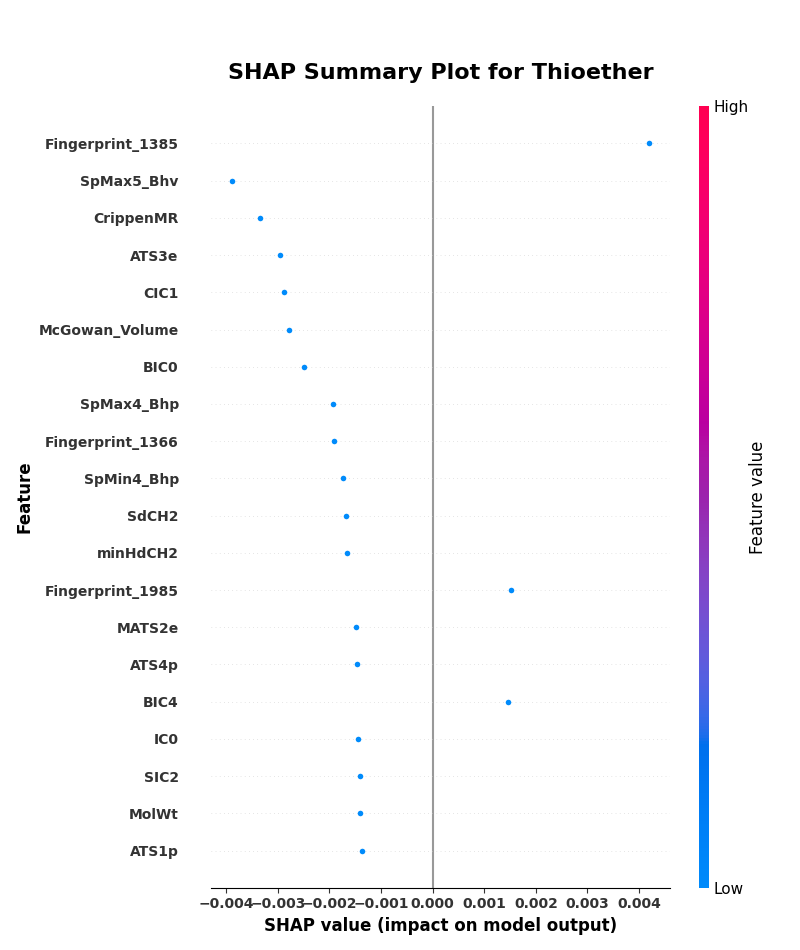 SHAP Summary Plot for Thioether
High
Fingerprint_1385
SpMax5_Bhv
CrippenMR
ATS3e
CIC1
McGowan_Volume
BIC0
SpMax4_Bhp
Fingerprint_1366
SpMin4_Bhp
SdCH2
minHdCH2
Fingerprint_1985
MATS2e
ATS4p
BIC4
IC0
SIC2
MolWt
ATS1p
Feature
Feature value
Low
−0.004 −0.003 −0.002 −0.001 0.000 0.001 0.002 0.003 0.004
SHAP value (impact on model output)